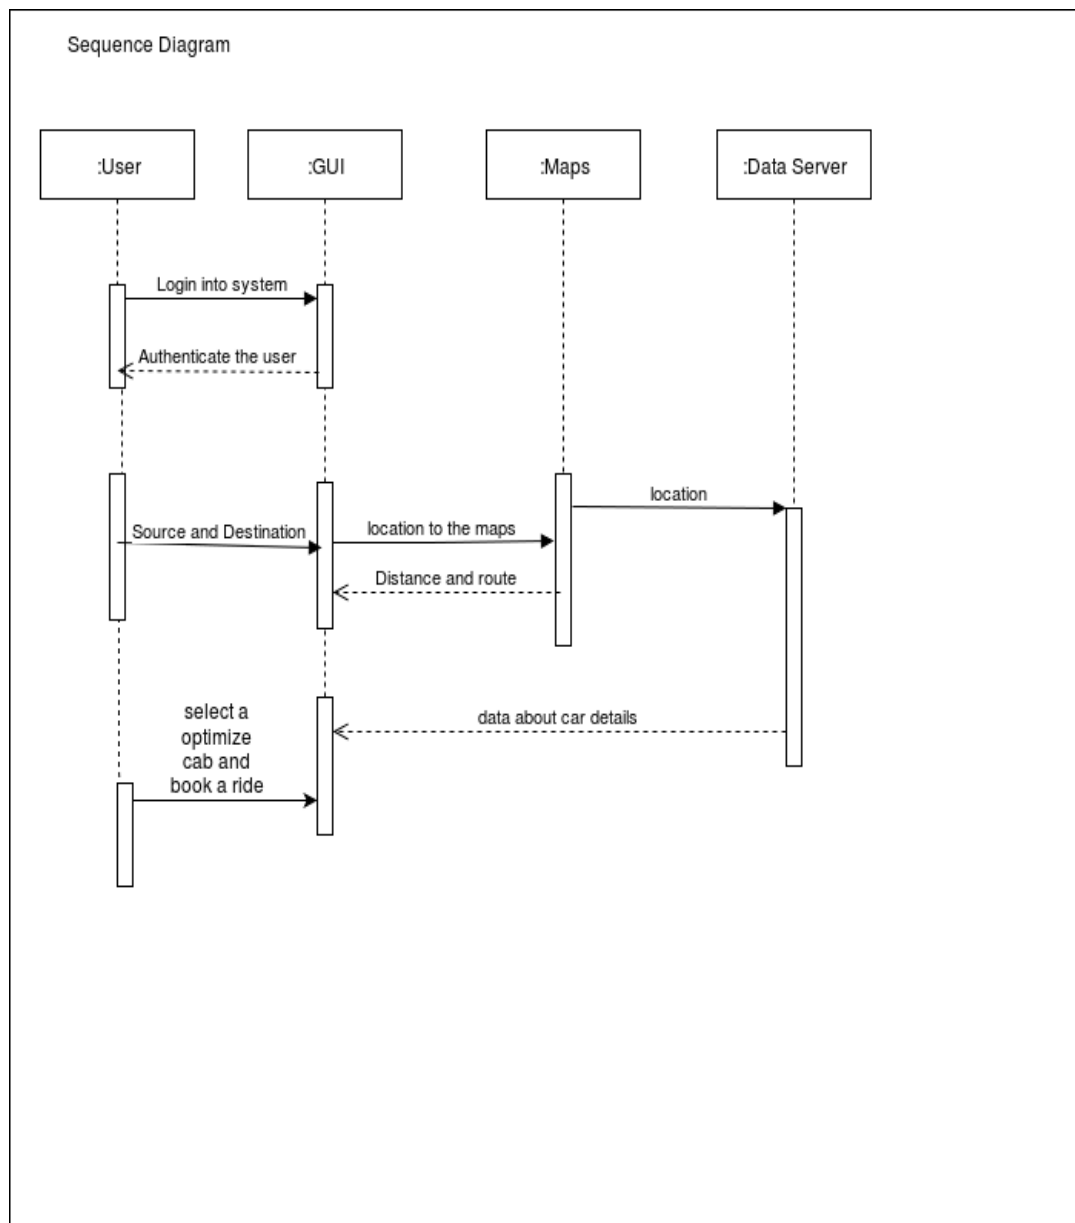 Sequence Diagram
:User
:GUI
:Maps
:Data Server
Login into system
Authenticate the user
location
Source and Destination
location to the maps
Distance and route
select a
optimize
cab and
book a ride
data about car details